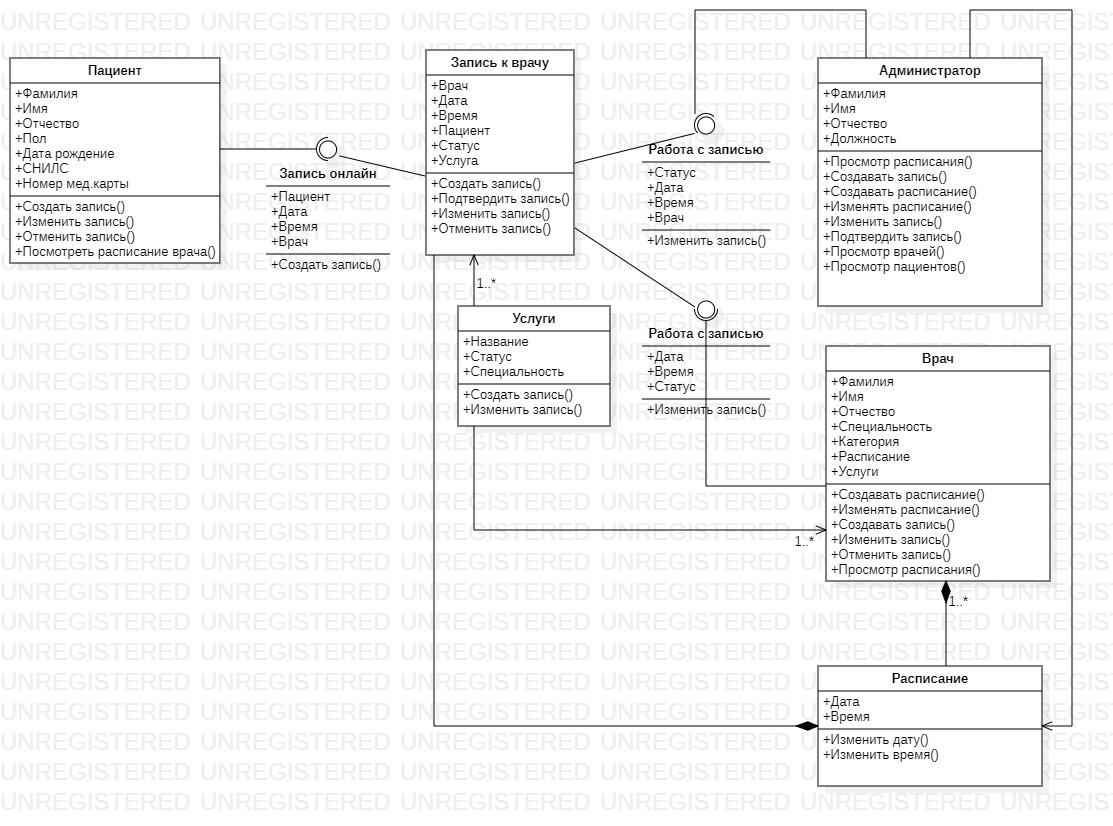 Пациент
+Фамилия
+Имя
+Отчество
+Пол
+Дата рождение
+СНИЛС
+Номер мед.карты
+Создать запись()
+Изменить запись()
+Отменить запись()
+Посмотреть расписание врача()
Запись онлайн
+Пациент
+Дата
+Время
+Врач
+Создать запись()
Запись к врачу
+Врач
+Дата
+Время
+Пациент
+Статус
+Услуга
+Создать запись()
+Подтвердить запись()
+Изменить запись()
+Отменить запись()
1..*
Услуги
+Название
+Статус
+Специальность
+Создать запись()
+Изменить запись()
Работа с записью
+Статус
+Дата
+Время
+Врач
+Изменить запись()
Работа с записью
+Дата
+Время
+Статус
+Изменить запись()
Администратор
+Фамилия
+Имя
+Отчество
+Должность
+Просмотр расписания()
+Создавать запись()
+Создавать расписание()
+Изменять расписание()
+Изменить запись()
+Подтвердить запись()
+Просмотр врачей()
+Просмотр пациентов()
Врач
+Фамилия
+Имя
+Отчество
+Специальность
+Категория
+Расписание
+Услуги
+Создавать расписание()
+Изменять расписание()
+Создавать запись()
+Изменить запись()
+Отменить запись()
+Просмотр расписания()
1..*
1..*
Расписание
+Дата
+Время
+Изменить дату()
+Изменить время()
UNREGISTERED UNREGISTERED UNREGISTERED UNREGISTERED UNREGISTERED